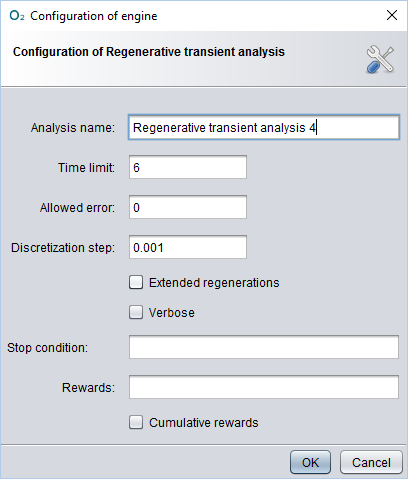 O₂ Configuration of engine
Configuration of Regenerative transient analysis
Analysis name: Regenerative transient analysis 4
Time limit: 6
Allowed error: 0
Discretization step: 0.001
Extended regenerations
Verbose
Stop condition:
Rewards:
Cumulative rewards
OK Cancel